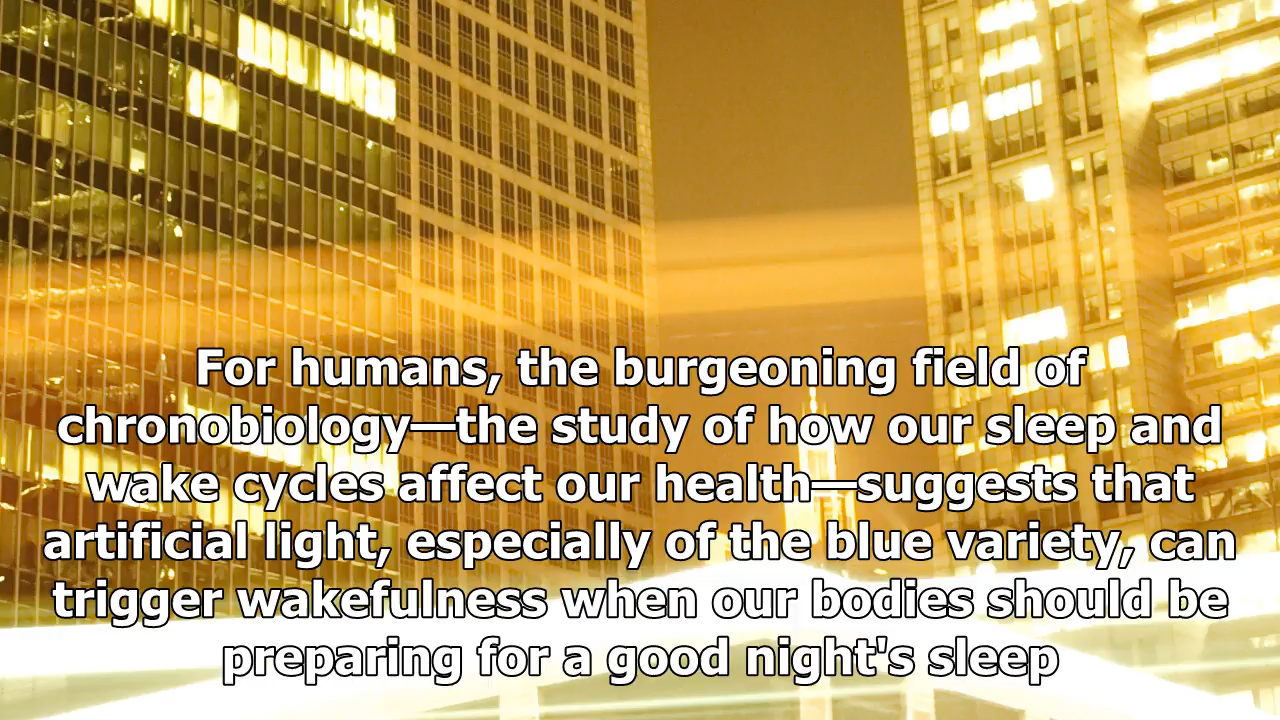 For humans, the burgeoning field of
chronobiology—the study of how our sleep and
wake cycles affect our health—suggests that
artificial light, especially of the blue variety, can
trigger wakefulness when our bodies should be
preparing for a good night's sleep